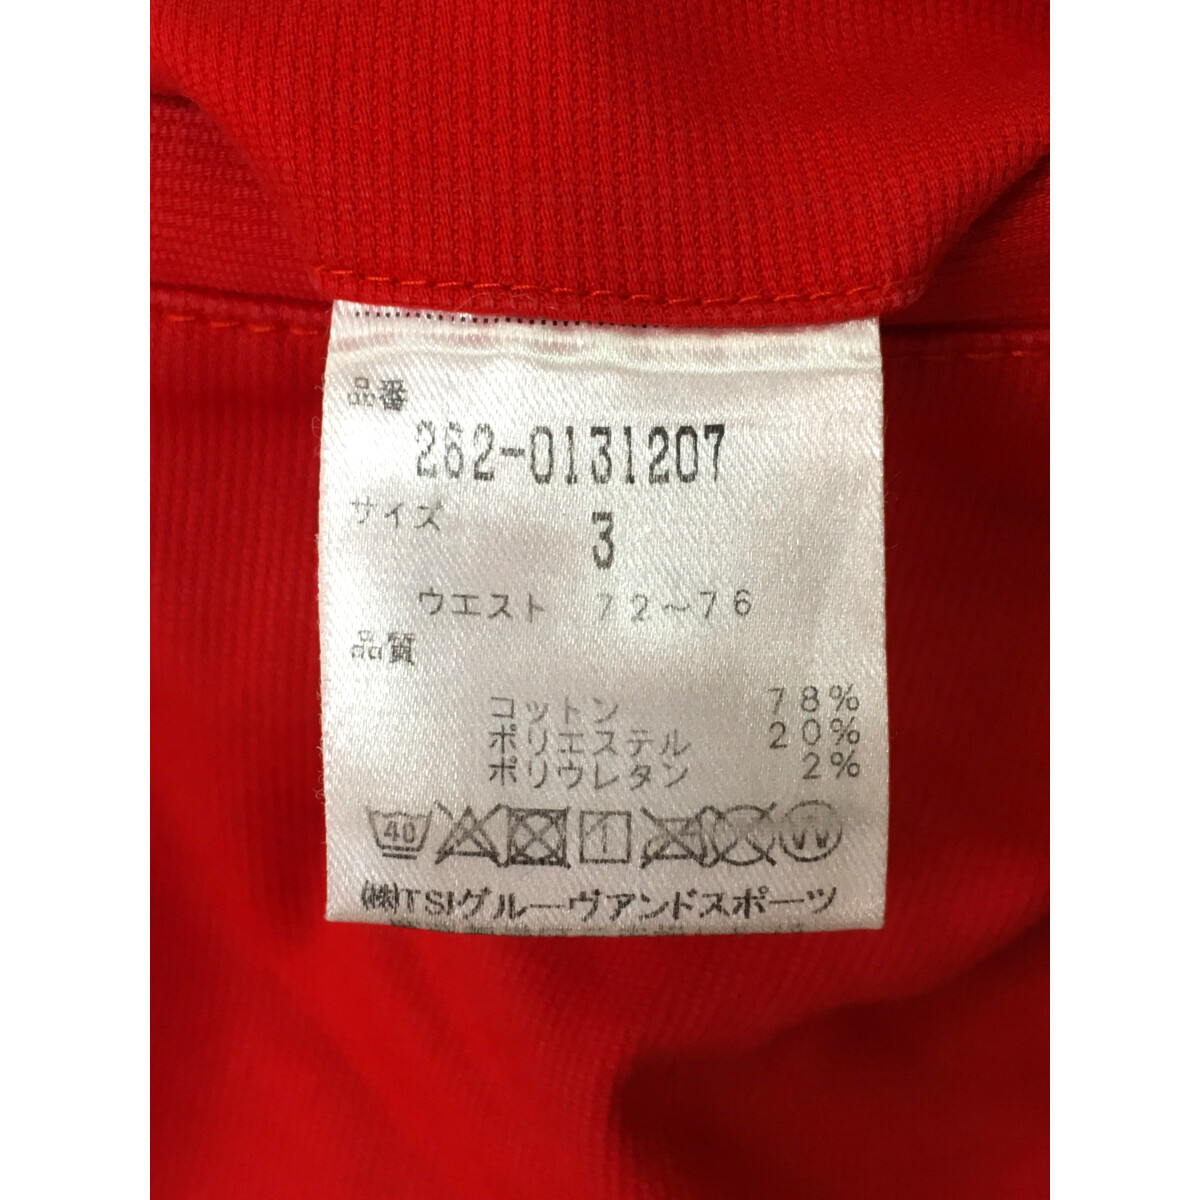 品番
262-0131207
サイズ 3
ウエスト 72~76
品質
コットン 78%
ポリエステル 20%
ポリウレタン 2%
40 W
(株)TSIグルーヴアンドスポーツ